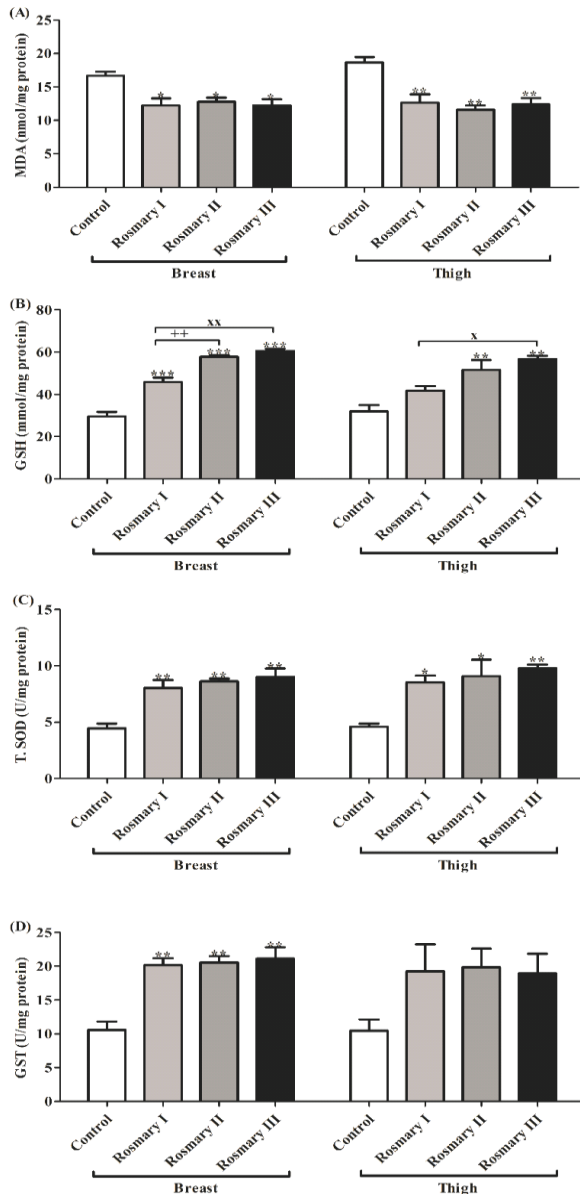 (A)
MDA (nmol/mg protein)
25
20
15
10
5
0
* * *
** ** **
Control Rosmary I Rosmary II Rosmary III Control Rosmary I Rosmary II Rosmary III
Breast Thigh
(B)
GSH (mmol/mg protein)
80
60
40
20
0
xx
++
*** *** ***
x
** **
Control Rosmary I Rosmary II Rosmary III Control Rosmary I Rosmary II Rosmary III
Breast Thigh
(C)
T. SOD (U/mg protein)
15
10
5
0
** ** **
* * **
Control Rosmary I Rosmary II Rosmary III Control Rosmary I Rosmary II Rosmary III
Breast Thigh
(D)
GST (U/mg protein)
25
20
15
10
5
0
** ** **
Control Rosmary I Rosmary II Rosmary III Control Rosmary I Rosmary II Rosmary III
Breast Thigh